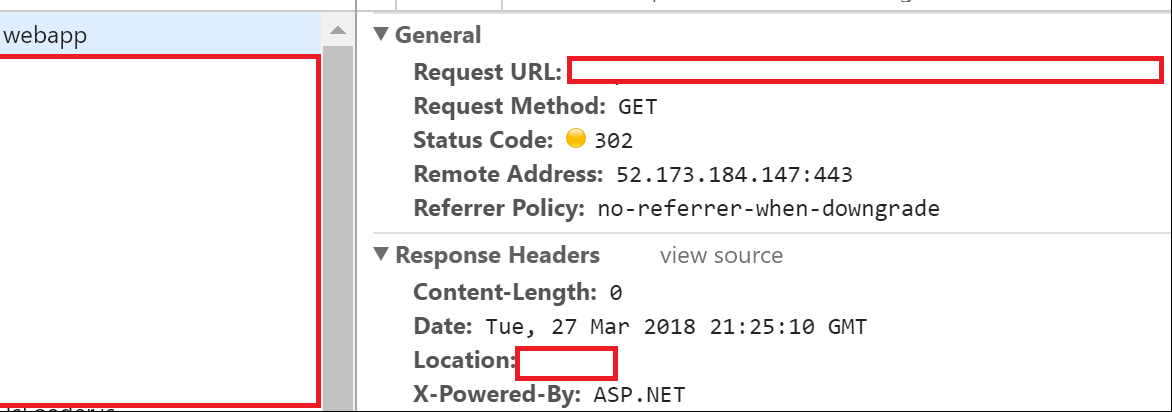 webapp
General
Request URL:
Request Method: GET
Status Code: 302
Remote Address: 52.173.184.147:443
Referrer Policy: no-referrer-when-downgrade
Response Headers view source
Content-Length: 0
Date: Tue, 27 Mar 2018 21:25:10 GMT
Location:
X-Powered-By: ASP.NET